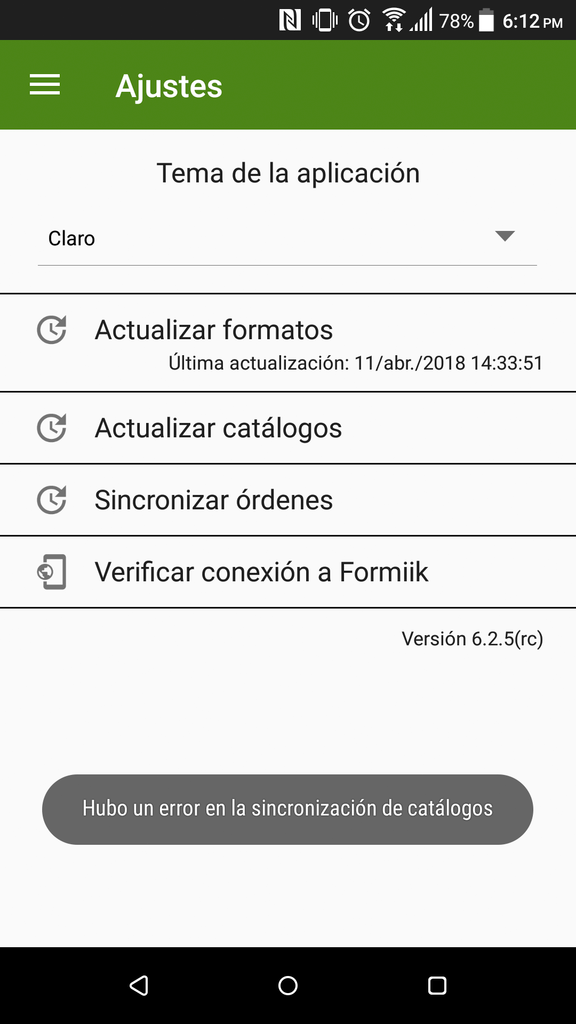 78% 6:12 PM
Ajustes
Tema de la aplicación
Claro
Actualizar formatos
Última actualización: 11/abr./2018 14:33:51
Actualizar catálogos
Sincronizar órdenes
Verificar conexión a Formiik
Versión 6.2.5(rc)
Hubo un error en la sincronización de catálogos